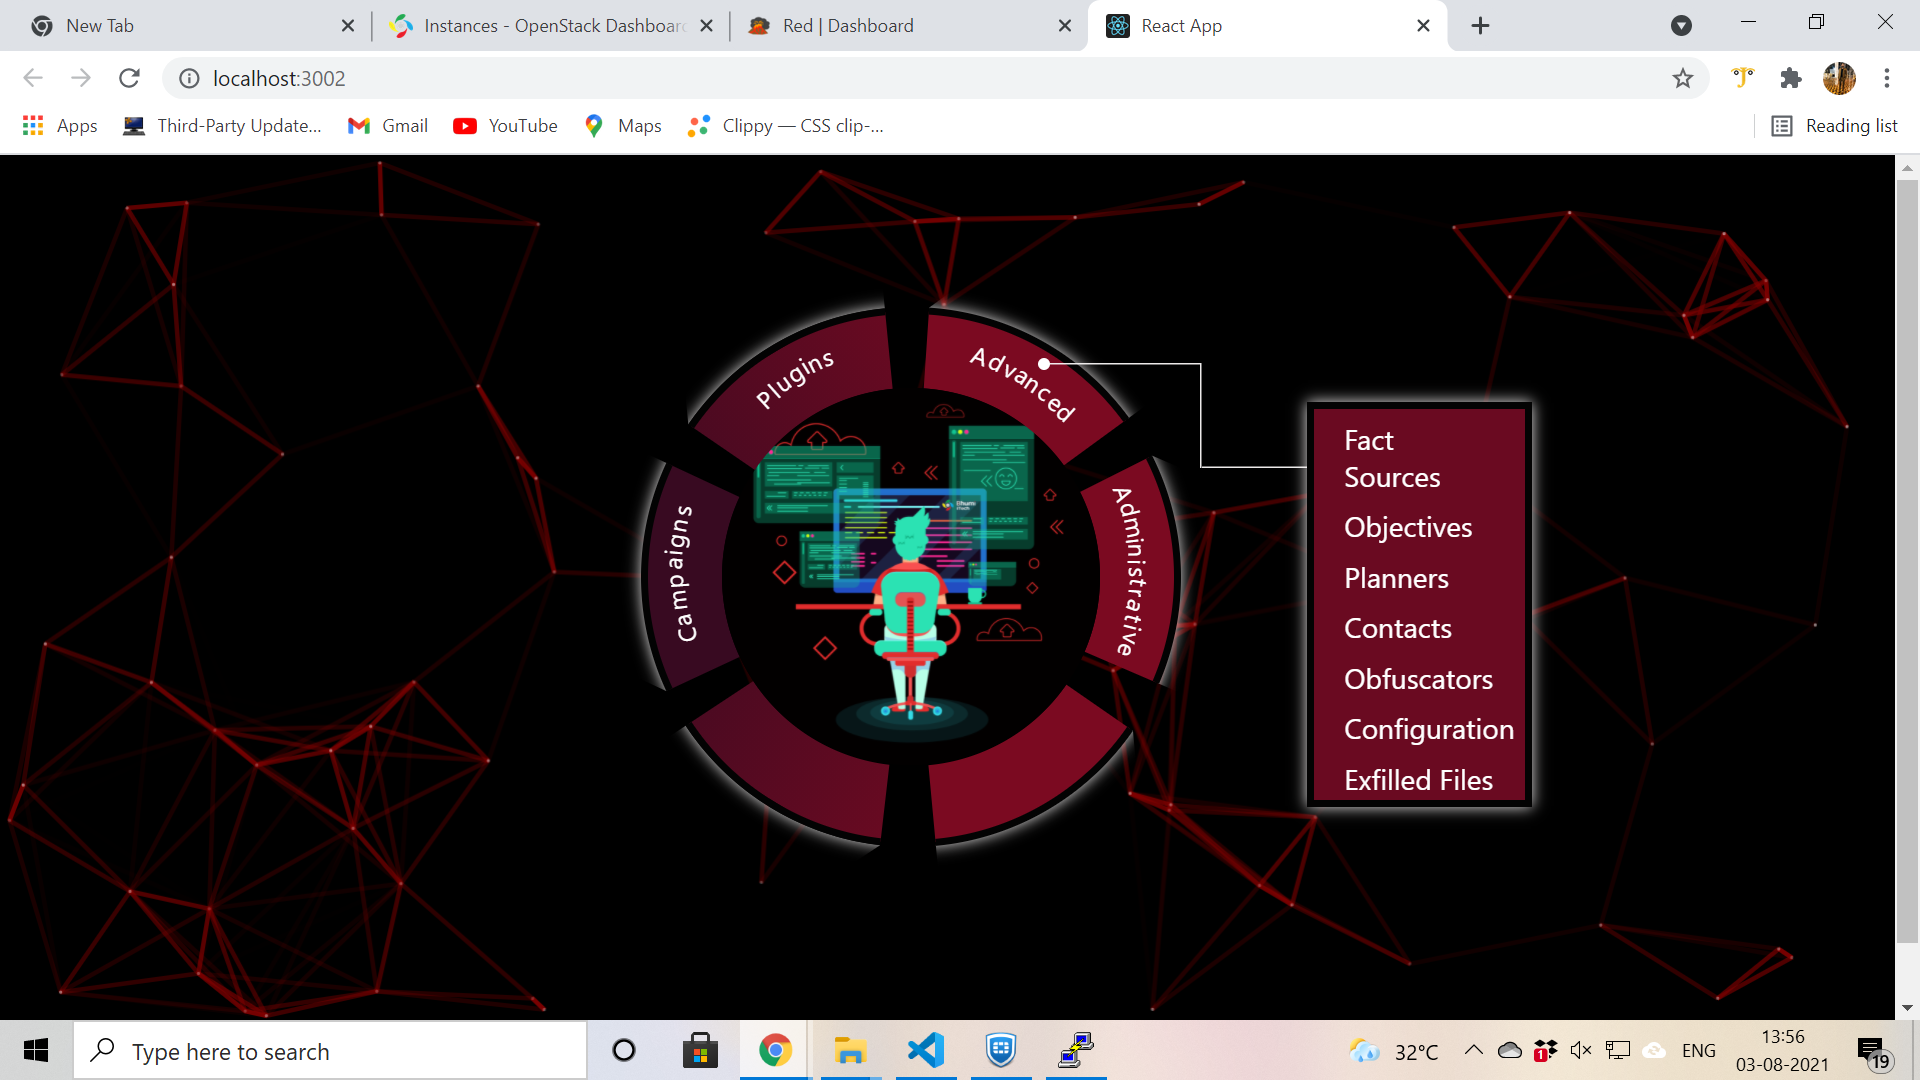 New Tab
Instances - OpenStack Dashboard
Red | Dashboard
React App
localhost:3002
Apps
Third-Party Update...
Gmail
YouTube
Maps
Clippy — CSS clip-...
Reading list
Plugins
Advanced
Campaigns
Administrative
Fact
Sources
Objectives
Planners
Contacts
Obfuscators
Configuration
Exfilled Files
Type here to search
1
32°C
ENG
13:56
03-08-2021
19